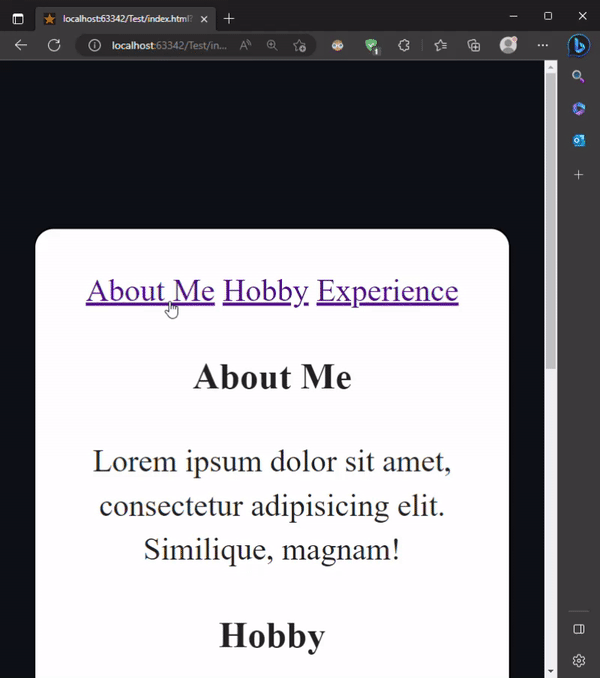 localhost:63342/Test/index.html?
localhost:63342/Test/in...
1
About Me Hobby Experience
About Me
Lorem ipsum dolor sit amet,
consectetur adipisicing elit.
Similique, magnam!
Hobby